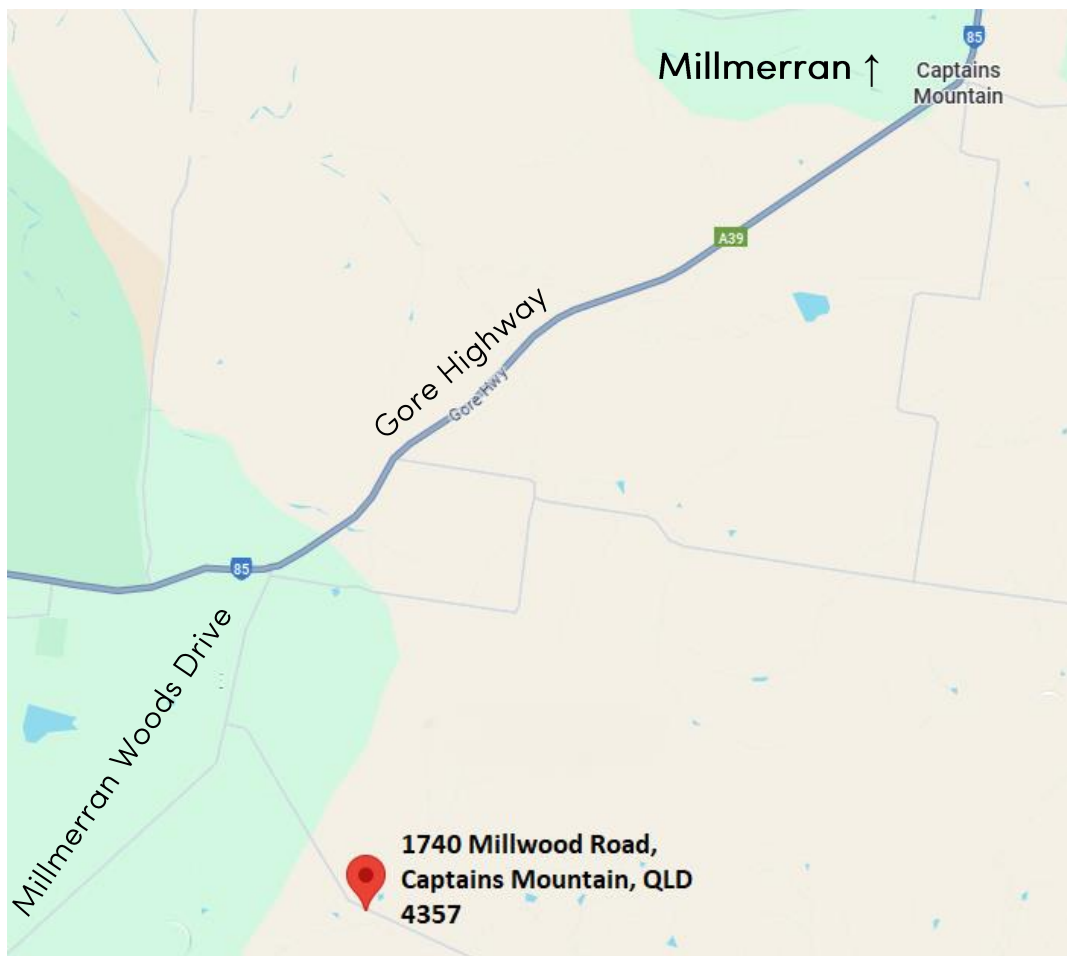 85
Millmerran ↑
Captains
Mountain
A39
Gore Highway
Gore Hwy
85
Millmerran Woods Drive
1740 Millwood Road,
Captains Mountain, QLD
4357